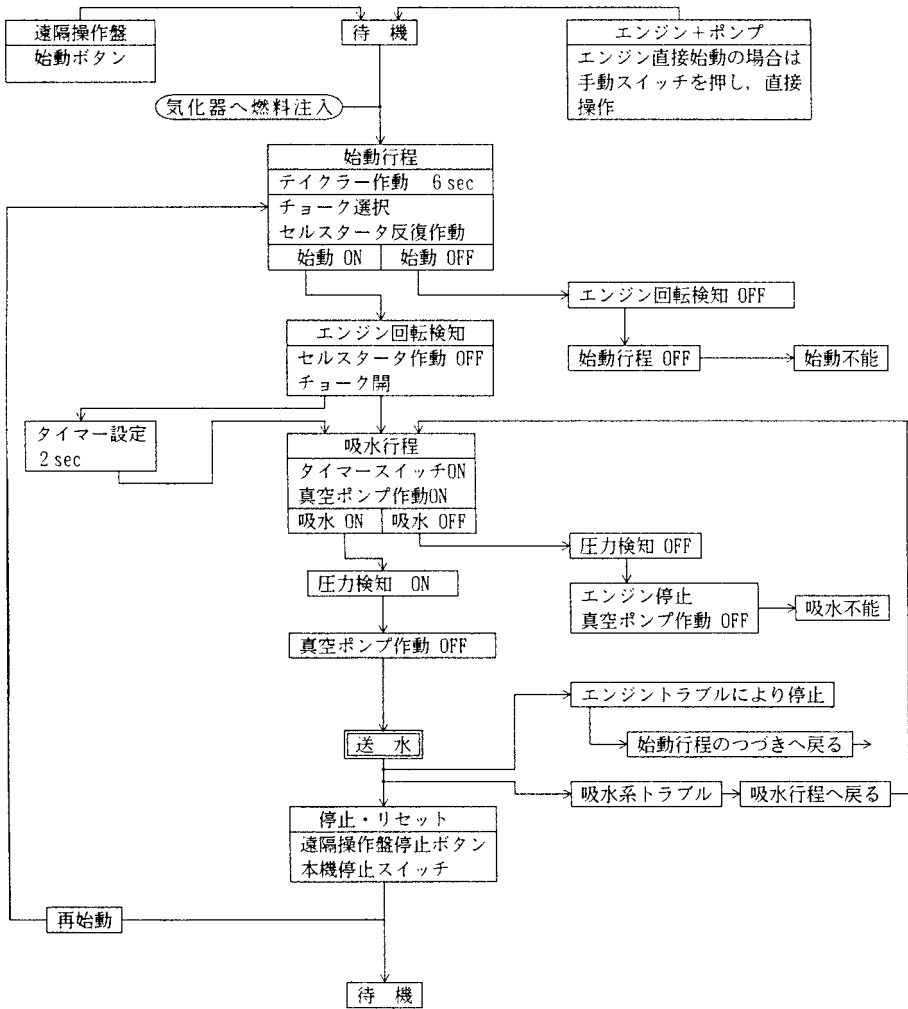 遠隔操作盤
始動ボタン
待 機
エンジン+ポンプ
エンジン直接始動の場合は
手動スイッチを押し,直接
操作
気化器へ燃料注入
始動行程
テイクラー作動 6sec
チョーク選択
セルスタータ反復作動
始動 ON
始動 OFF
エンジン回転検知 OFF
始動行程 OFF
始動不能
エンジン回転検知
セルスタータ作動 OFF
チョーク開
タイマー設定
2sec
吸水行程
タイマースイッチON
真空ポンプ作動ON
吸水 ON
吸水 OFF
圧力検知 OFF
エンジン停止
真空ポンプ作動 OFF
吸水不能
圧力検知 ON
真空ポンプ作動 OFF
送 水
エンジントラブルにより停止
始動行程のつづきへ戻る
吸水系トラブル
吸水行程へ戻る
停止・リセット
遠隔操作盤停止ボタン
本機停止スイッチ
再始動
待 機